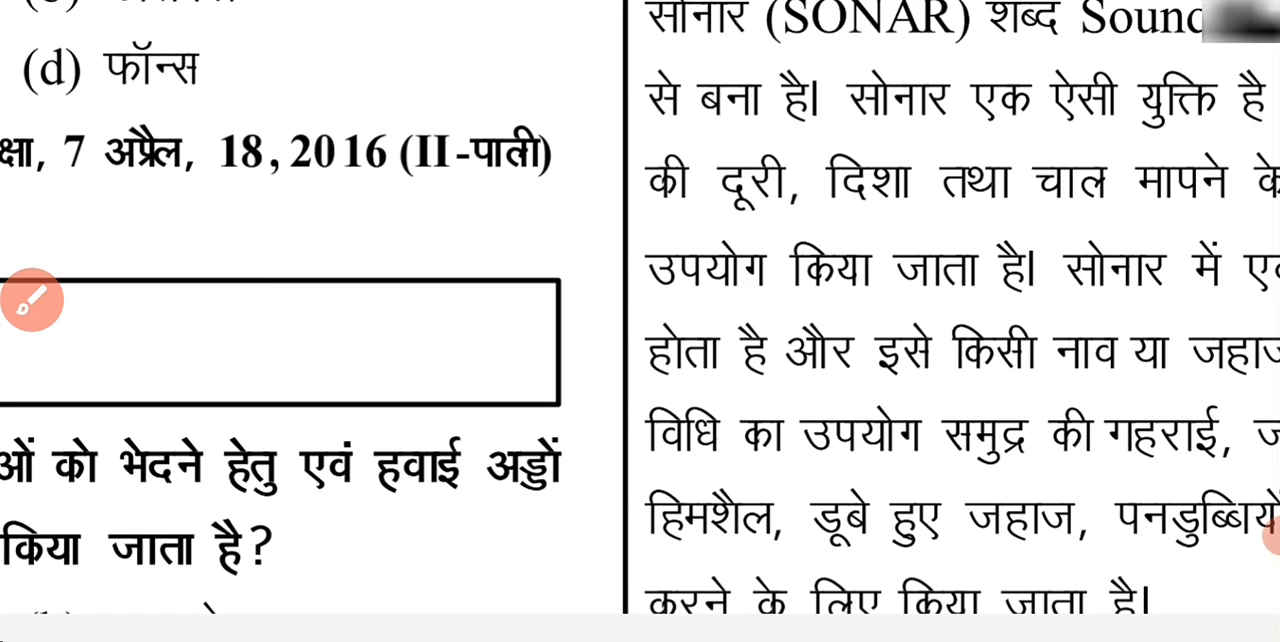 (d) फॉन्स
क्षा, 7 अप्रैल, 18, 2016 (II-पाली)
ओं को भेदने हेतु एवं हवाई अड्डों
किया जाता है?
सोनार (SONAR) शब्द Sound
से बना है। सोनार एक ऐसी युक्ति है
की दूरी, दिशा तथा चाल मापने के
उपयोग किया जाता है। सोनार में
होता है और इसे किसी नाव या जहाज
विधि का उपयोग समुद्र की गहराई,
हिमशैल, डूबे हुए जहाज, पनडुब्बियों
करने के लिए किया जाता है।